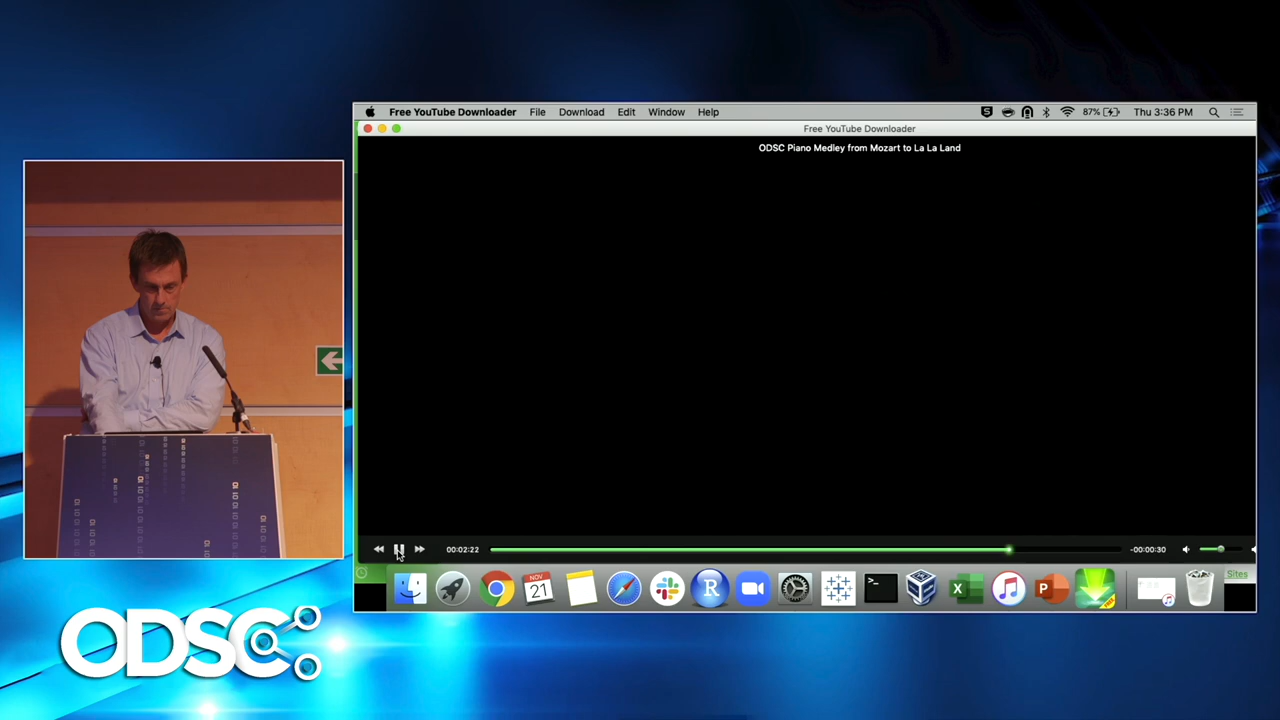 Free YouTube Downloader File Download Edit Window Help 87% Thu 3:36 PM
Free YouTube Downloader
ODSC Piano Medley from Mozart to La La Land
00:02:22 -00:00:30
Sites
NOV
21
R
X
P
ODSC